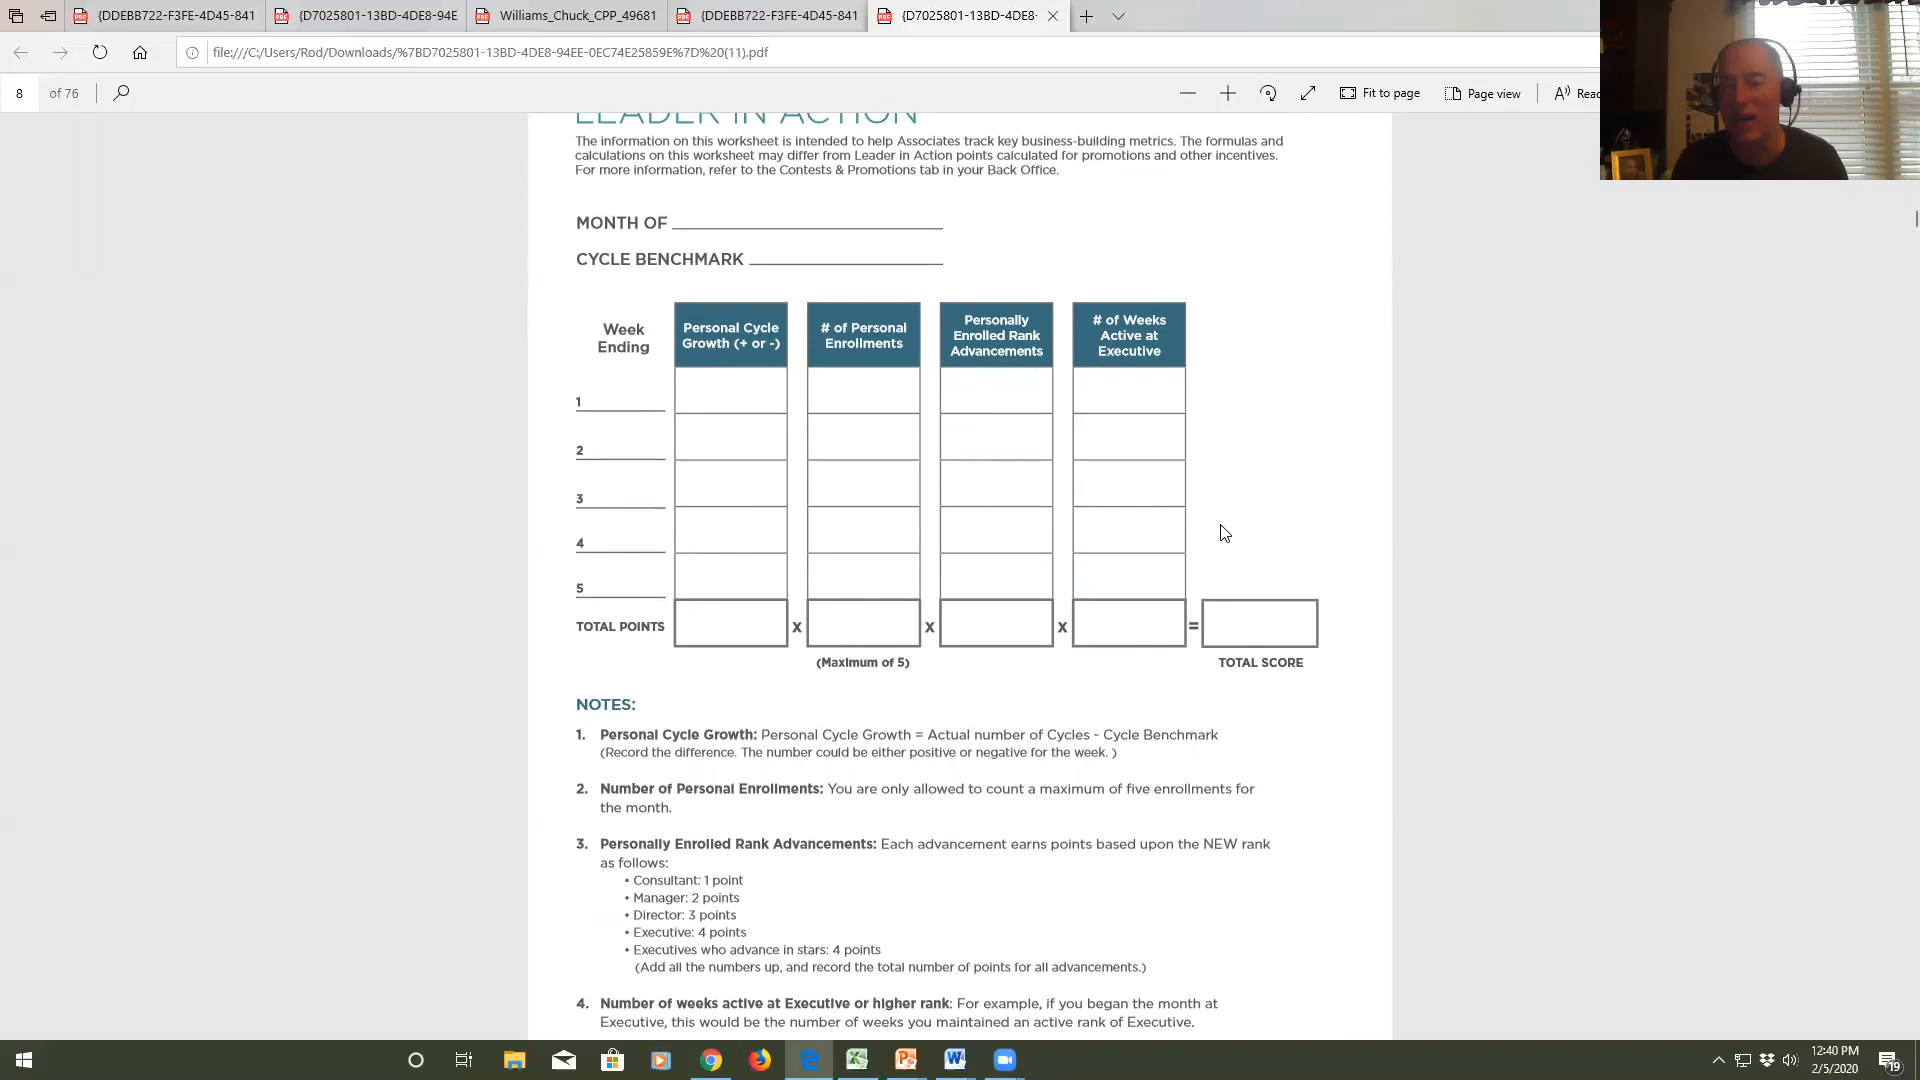 {DDEBB722-F3FE-4D45-841
{D7025801-13BD-4DE8-94E
Williams_Chuck_CPP_49681
{DDEBB722-F3FE-4D45-841
{D7025801-13BD-4DE8-
file:///C:/Users/Rod/Downloads/%7BD7025801-13BD-4DE8-94EE-0EC74E25859E%7D%20(11).pdf
8 of 76
Fit to page
Page view
Read
LEADER IN ACTION
The information on this worksheet is intended to help Associates track key business-building metrics. The formulas and
calculations on this worksheet may differ from Leader in Action points calculated for promotions and other incentives.
For more information, refer to the Contests & Promotions tab in your Back Office.
MONTH OF
CYCLE BENCHMARK
Week
Ending
Personal Cycle
Growth (+ or -)
# of Personal
Enrollments
Personally
Enrolled Rank
Advancements
# of Weeks
Active at
Executive
1
2
3
4
5
TOTAL POINTS x x x =
(Maximum of 5)
TOTAL SCORE
NOTES:
1. Personal Cycle Growth: Personal Cycle Growth = Actual number of Cycles - Cycle Benchmark
(Record the difference. The number could be either positive or negative for the week. )
2. Number of Personal Enrollments: You are only allowed to count a maximum of five enrollments for
the month.
3. Personally Enrolled Rank Advancements: Each advancement earns points based upon the NEW rank
as follows:
• Consultant: 1 point
• Manager: 2 points
• Director: 3 points
• Executive: 4 points
• Executives who advance in stars: 4 points
(Add all the numbers up, and record the total number of points for all advancements.)
4. Number of weeks active at Executive or higher rank: For example, if you began the month at
Executive, this would be the number of weeks you maintained an active rank of Executive.
12:40 PM
2/5/2020
19